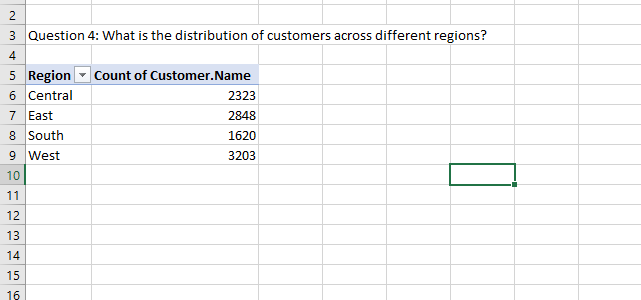 2
3 Question 4: What is the distribution of customers across different regions?
4
5 Region Count of Customer.Name
6 Central 2323
7 East 2848
8 South 1620
9 West 3203
10
11
12
13
14
15
16